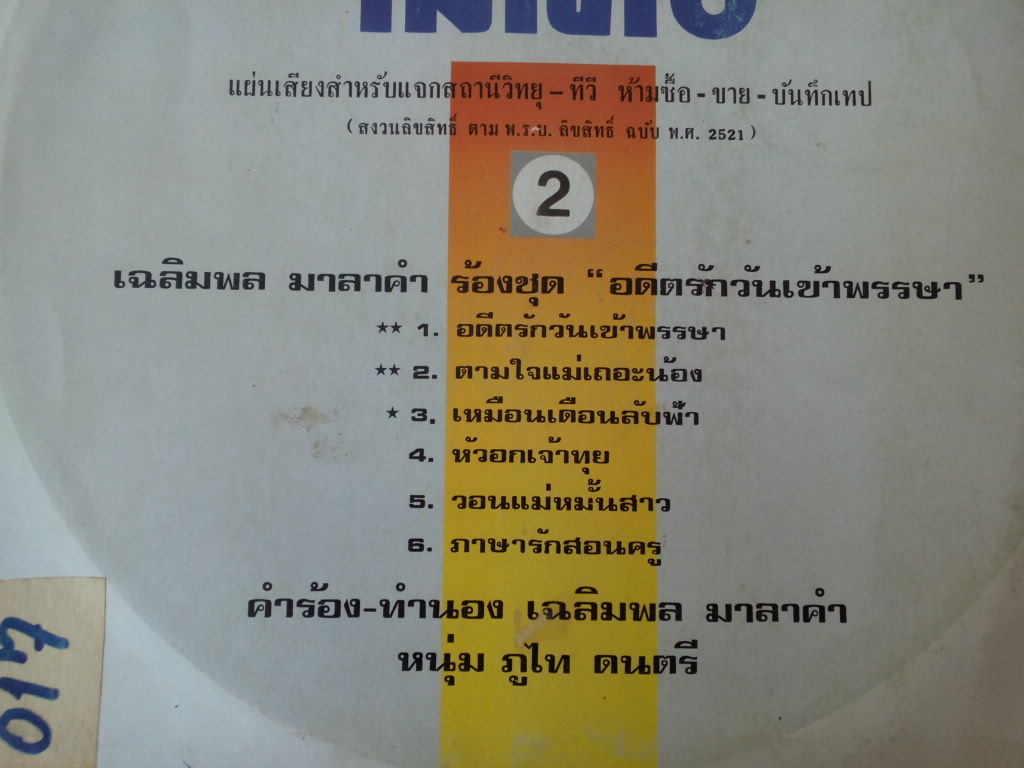 แผ่นเสียงสำหรับแจกสถานีวิทยุ – ทีวี ห้ามซื้อ - ขาย - บันทึกเทป
( สงวนลิขสิทธิ์ ตาม พ.ร.บ. ลิขสิทธิ์ ฉบับ พ.ศ. 2521 )
2
เฉลิมพล มาลาคำ ร้องชุด “อดีตรักวันเข้าพรรษา”
★★ 1. อดีตรักวันเข้าพรรษา
★★ 2. ตามใจแม่เถอะน้อง
★ 3. เหมือนเดือนลับฟ้า
4. หัวอกเจ้าทุย
5. วอนแม่หมั้นสาว
6. ภาษารักสอนครู
คำร้อง-ทำนอง เฉลิมพล มาลาคำ
หนุ่ม ภูไท ดนตรี